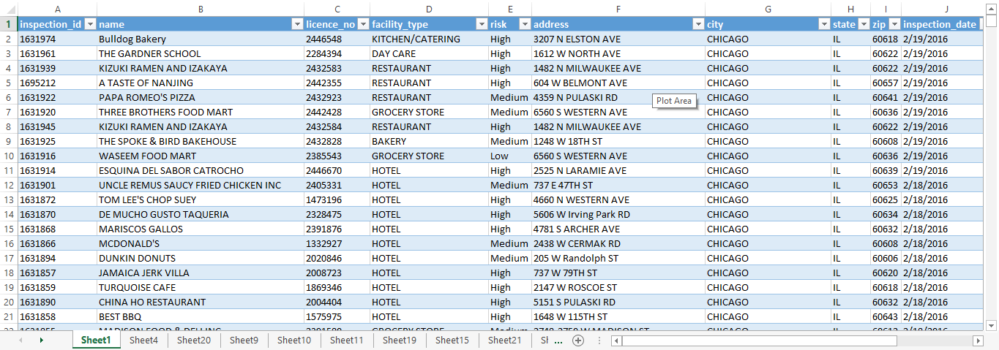 A B C D E F G H I J
1 inspection_id name licence_no facility_type risk address city state zip inspection_date
2 1631974 Bulldog Bakery 2446548 KITCHEN/CATERING High 3207 N ELSTON AVE CHICAGO IL 60618 2/19/2016
3 1631961 THE GARDNER SCHOOL 2284394 DAY CARE High 1612 W NORTH AVE CHICAGO IL 60622 2/19/2016
4 1631939 KIZUKI RAMEN AND IZAKAYA 2432583 RESTAURANT High 1482 N MILWAUKEE AVE CHICAGO IL 60622 2/19/2016
5 1695212 A TASTE OF NANJING 2442355 RESTAURANT High 604 W BELMONT AVE CHICAGO IL 60657 2/19/2016
6 1631922 PAPA ROMEO'S PIZZA 2432923 RESTAURANT Medium 4359 N PULASKI RD CHICAGO IL 60641 2/19/2016
Plot Area
7 1631920 THREE BROTHERS FOOD MART 2442428 GROCERY STORE Medium 6560 S WESTERN AVE CHICAGO IL 60636 2/19/2016
8 1631945 KIZUKI RAMEN AND IZAKAYA 2432584 RESTAURANT High 1482 N MILWAUKEE AVE CHICAGO IL 60622 2/19/2016
9 1631925 THE SPOKE & BIRD BAKEHOUSE 2432828 BAKERY Medium 1248 W 18TH ST CHICAGO IL 60608 2/19/2016
10 1631916 WASEEM FOOD MART 2385543 GROCERY STORE Low 6560 S WESTERN AVE CHICAGO IL 60636 2/19/2016
11 1631914 ESQUINA DEL SABOR CATROCHO 2446670 HOTEL High 2525 N LARAMIE AVE CHICAGO IL 60639 2/19/2016
12 1631901 UNCLE REMUS SAUCY FRIED CHICKEN INC 2405331 HOTEL Medium 737 E 47TH ST CHICAGO IL 60653 2/18/2016
13 1631872 TOM LEE'S CHOP SUEY 1473196 HOTEL High 4660 N WESTERN AVE CHICAGO IL 60625 2/18/2016
14 1631870 DE MUCHO GUSTO TAQUERIA 2328475 HOTEL High 5606 W Irving Park RD CHICAGO IL 60634 2/18/2016
15 1631868 MARISCOS GALLOS 2391876 HOTEL High 4781 S ARCHER AVE CHICAGO IL 60632 2/18/2016
16 1631866 MCDONALD'S 1332927 HOTEL Medium 2438 W CERMAK RD CHICAGO IL 60608 2/18/2016
17 1631894 DUNKIN DONUTS 2020846 HOTEL Medium 205 W Randolph ST CHICAGO IL 60606 2/18/2016
18 1631857 JAMAICA JERK VILLA 2008723 HOTEL High 737 W 79TH ST CHICAGO IL 60620 2/18/2016
19 1631859 TURQUOISE CAFE 1869346 HOTEL High 2147 W ROSCOE ST CHICAGO IL 60618 2/18/2016
20 1631890 CHINA HO RESTAURANT 2004404 HOTEL High 5151 S PULASKI RD CHICAGO IL 60632 2/18/2016
21 1631858 BEST BBQ 1575975 HOTEL High 1648 W 115TH ST CHICAGO IL 60643 2/18/2016
Sheet1 Sheet4 Sheet20 Sheet9 Sheet10 Sheet11 Sheet19 Sheet15 Sheet21 ...